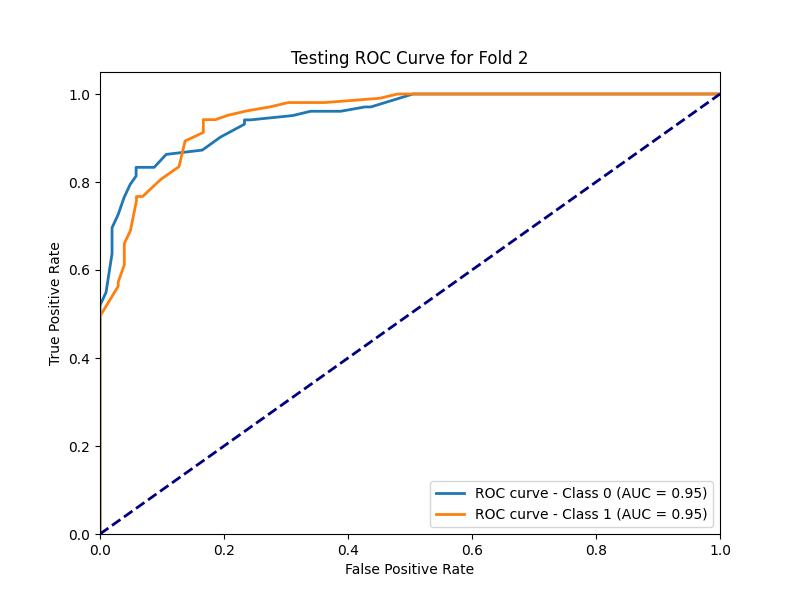 Testing ROC Curve for Fold 2
True Positive Rate
1.0
0.8
0.6
0.4
0.2
0.0
ROC curve - Class 0 (AUC = 0.95)
ROC curve - Class 1 (AUC = 0.95)
0.0 0.2 0.4 0.6 0.8 1.0
False Positive Rate